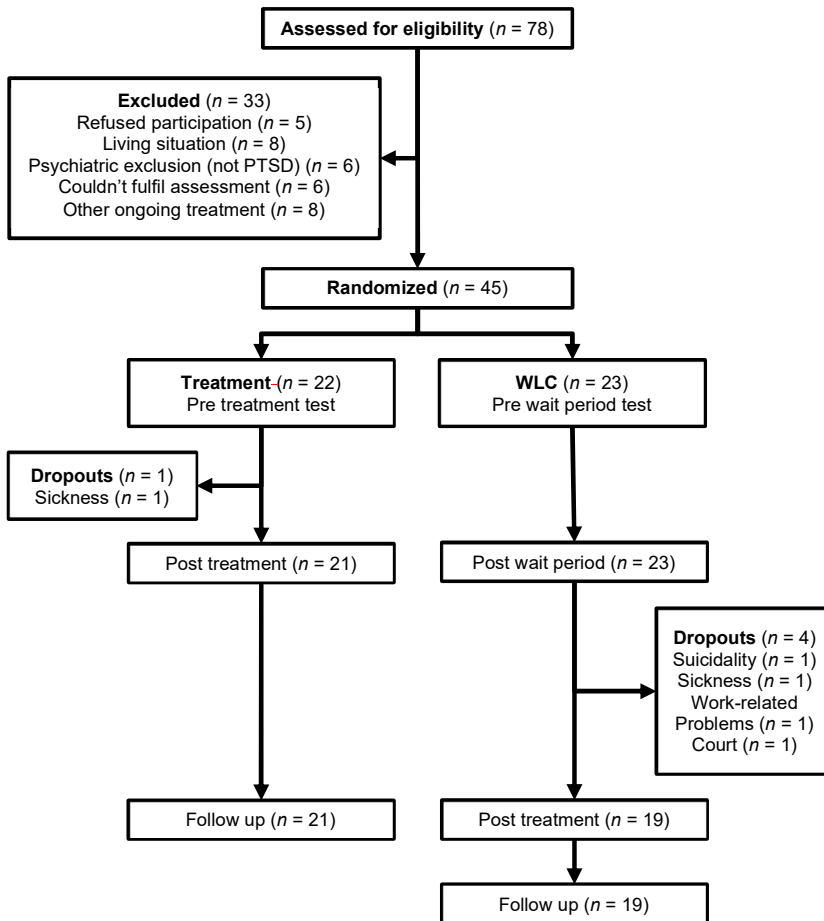 Assessed for eligibility (n = 78)
Excluded (n = 33)
Refused participation (n = 5)
Living situation (n = 8)
Psychiatric exclusion (not PTSD) (n = 6)
Couldn't fulfil assessment (n = 6)
Other ongoing treatment (n = 8)
Randomized (n = 45)
Treatment (n = 22)
Pre treatment test
WLC (n = 23)
Pre wait period test
Dropouts (n = 1)
Sickness (n = 1)
Post treatment (n = 21)
Post wait period (n = 23)
Dropouts (n = 4)
Suicidality (n = 1)
Sickness (n = 1)
Work-related
Problems (n = 1)
Court (n = 1)
Follow up (n = 21)
Post treatment (n = 19)
Follow up (n = 19)